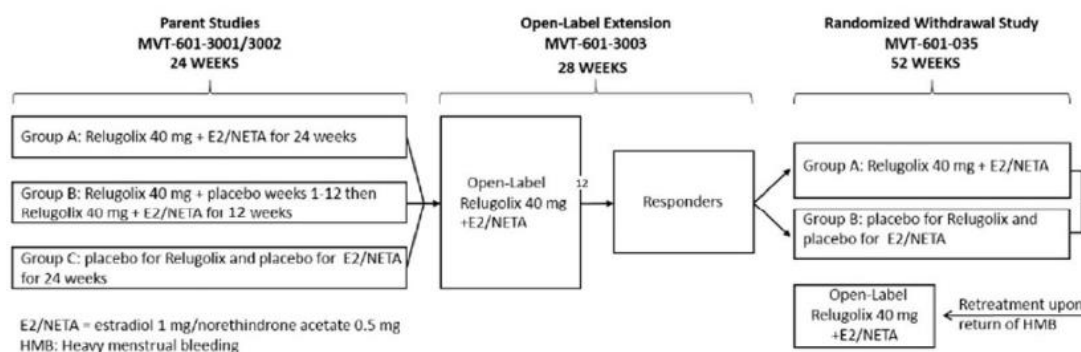 Parent Studies
MVT-601-3001/3002
24 WEEKS
Open-Label Extension
MVT-601-3003
28 WEEKS
Randomized Withdrawal Study
MVT-601-035
52 WEEKS
Group A: Relugolix 40 mg + E2/NETA for 24 weeks
Group B: Relugolix 40 mg + placebo weeks 1-12 then
Relugolix 40 mg + E2/NETA for 12 weeks
Group C: placebo for Relugolix and placebo for E2/NETA
for 24 weeks
Open-Label
Relugolix 40 mg
+E2/NETA
12
Responders
Group A: Relugolix 40 mg + E2/NETA
Group B: placebo for Relugolix and
placebo for E2/NETA
Open-Label
Relugolix 40 mg
+E2/NETA
Retreatment upon
return of HMB
E2/NETA = estradiol 1 mg/norethindrone acetate 0.5 mg
HMB: Heavy menstrual bleeding